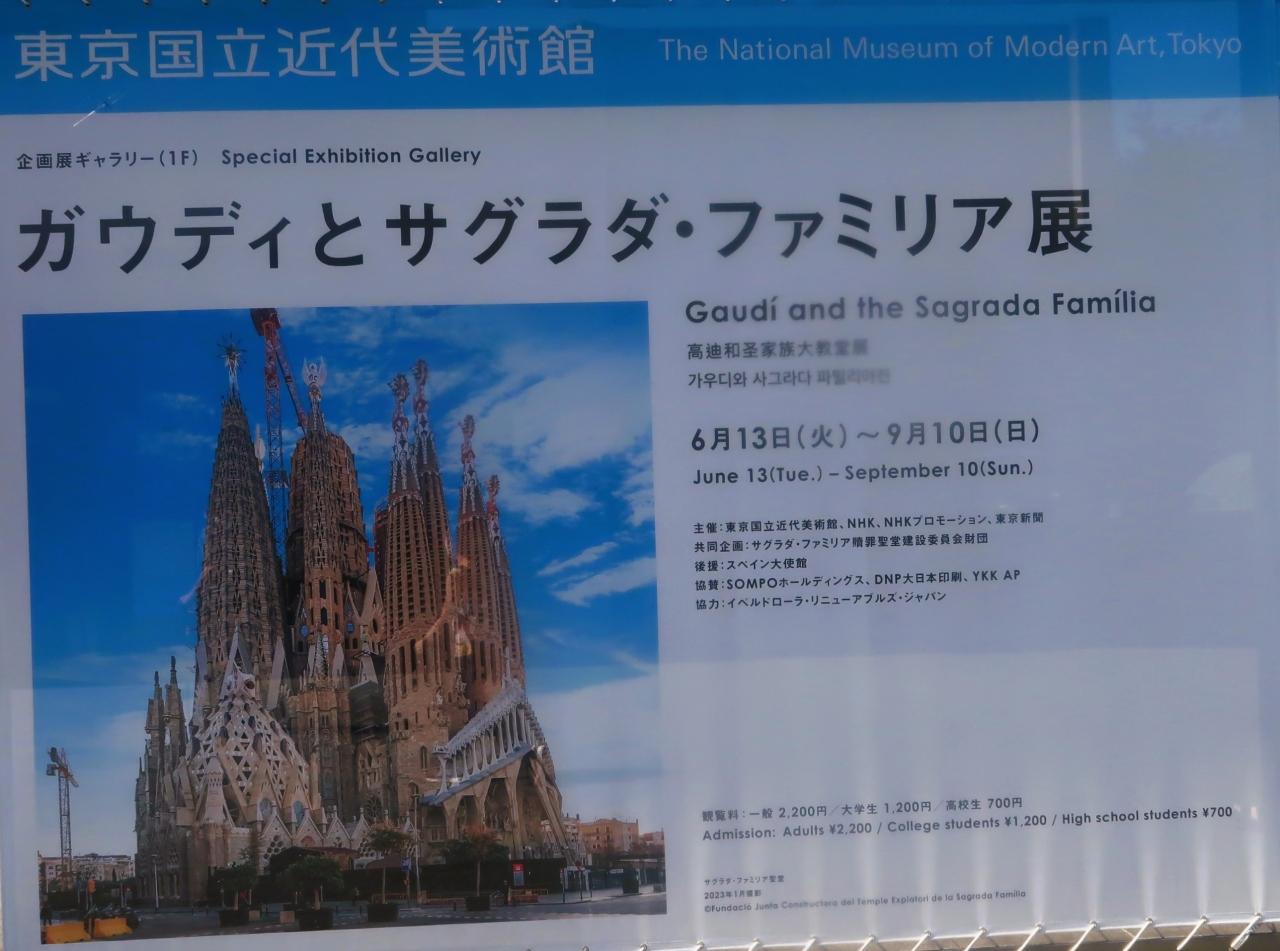 東京国立近代美術館 The National Museum of Modern Art, Tokyo
企画展ギャラリー(1F) Special Exhibition Gallery
ガウディとサグラダ・ファミリア展
Gaudí and the Sagrada Família
高迪和圣家族大教堂展
가우디와 사그라다 파밀리아전
6月13日(火)〜9月10日(日)
June 13(Tue.) – September 10(Sun.)
主催：東京国立近代美術館、NHK、NHKプロモーション、東京新聞
共同企画：サグラダ・ファミリア贖罪聖堂建設委員会財団
後援：スペイン大使館
協賛：SOMPOホールディングス、DNP大日本印刷、YKK AP
協力：イベルドローラ・リニューアブルズ・ジャパン
観覧料：一般 2,200円／大学生 1,200円／高校生 700円
Admission: Adults ¥2,200 / College students ¥1,200 / High school students ¥700
サグラダ・ファミリア聖堂
2023年1月撮影
©Fundació Junta Constructora del Temple Expiatori de la Sagrada Família